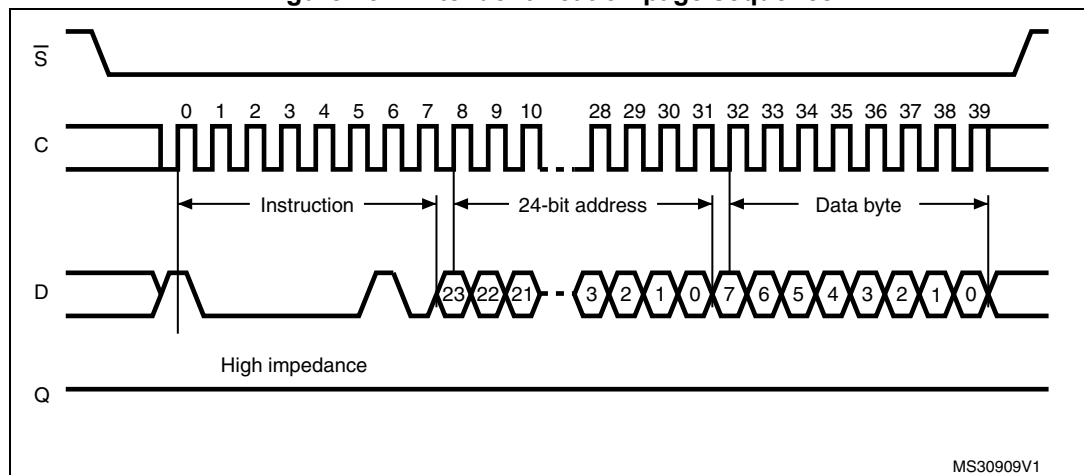 S
0 1 2 3 4 5 6 7 8 9 10 28 29 30 31 32 33 34 35 36 37 38 39
C
Instruction 24-bit address Data byte
D 23 22 21 3 2 1 0 7 6 5 4 3 2 1 0
High impedance
Q
MS30909V1